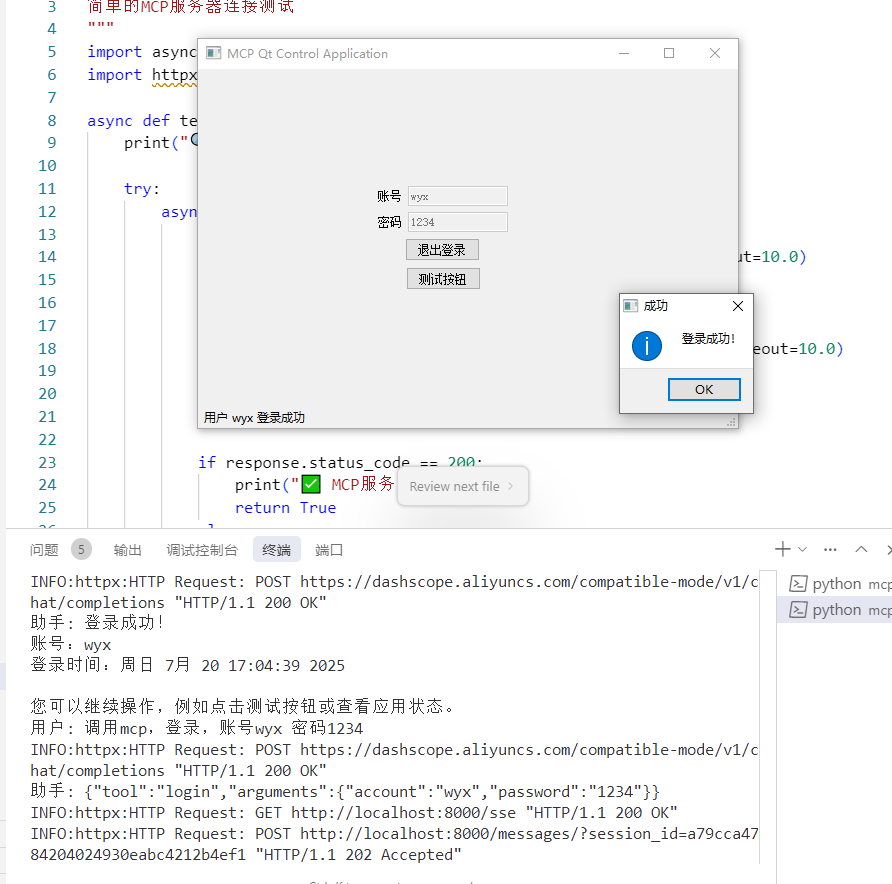 3 简单的MCP服务器连接测试
4 """
5 import async
6 import httpx
7
8 async def te
9 print("
10
11 try:
12 asyn
13
14 ut=10.0)
15
16
17
18 eout=10.0)
19
20
21
22
23 if response.status_code == 200:
24 print("✅ MCP服务
25 return True
MCP Qt Control Application
账号 wyx
密码 1234
退出登录
测试按钮
用户 wyx 登录成功
成功
登录成功!
OK
Review next file
问题 5 输出 调试控制台 终端 端口
INFO:httpx:HTTP Request: POST https://dashscope.aliyuncs.com/compatible-mode/v1/c
hat/completions "HTTP/1.1 200 OK"
助手: 登录成功!
账号：wyx
登录时间：周日 7月 20 17:04:39 2025
您可以继续操作，例如点击测试按钮或查看应用状态。
用户: 调用mcp，登录，账号wyx 密码1234
INFO:httpx:HTTP Request: POST https://dashscope.aliyuncs.com/compatible-mode/v1/c
hat/completions "HTTP/1.1 200 OK"
助手: {"tool":"login","arguments":{"account":"wyx","password":"1234"}}
INFO:httpx:HTTP Request: GET http://localhost:8000/sse "HTTP/1.1 200 OK"
INFO:httpx:HTTP Request: POST http://localhost:8000/messages/?session_id=a79cca47
84204024930eabc4212b4ef1 "HTTP/1.1 202 Accepted"
python mcp
python mcp